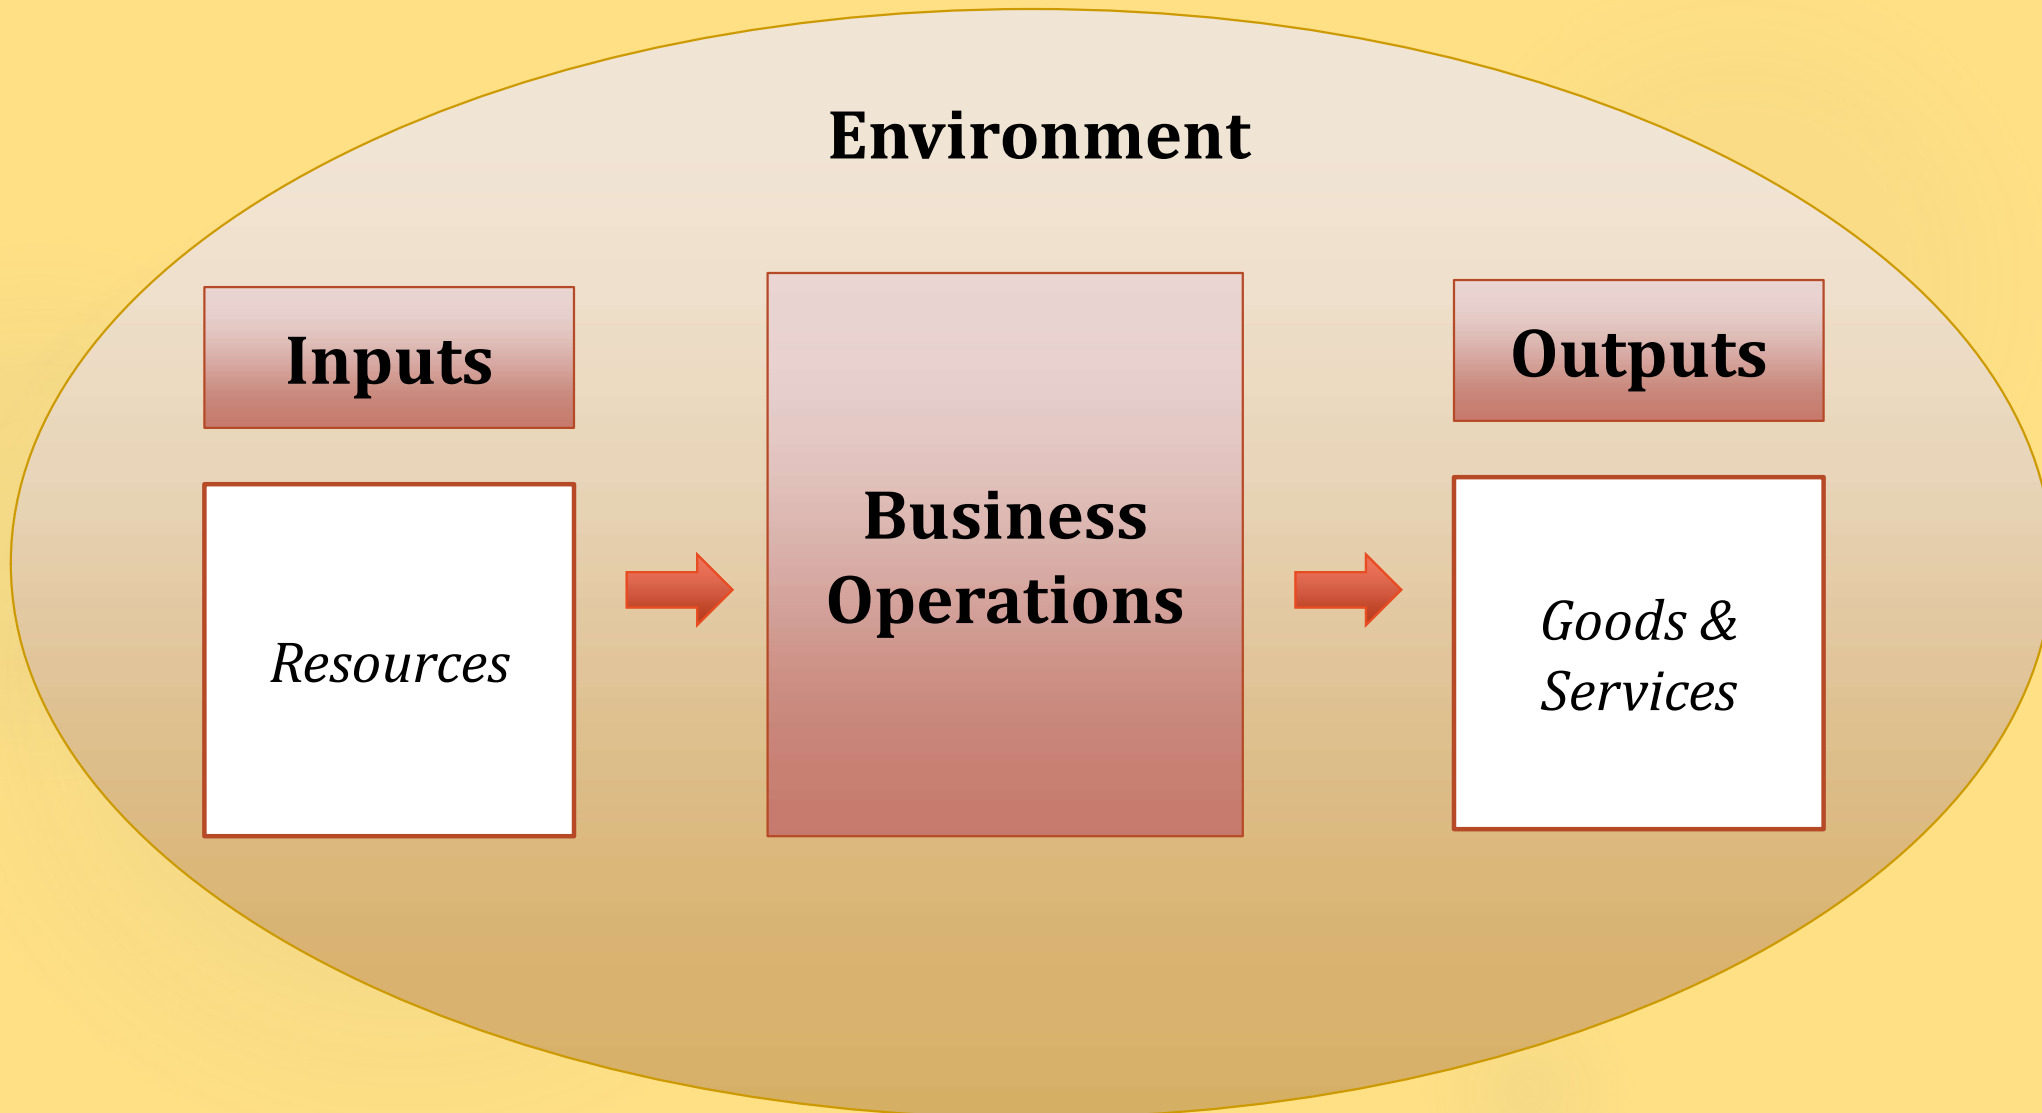 Environment
Inputs
Resources
Business
Operations
Outputs
Goods &
Services